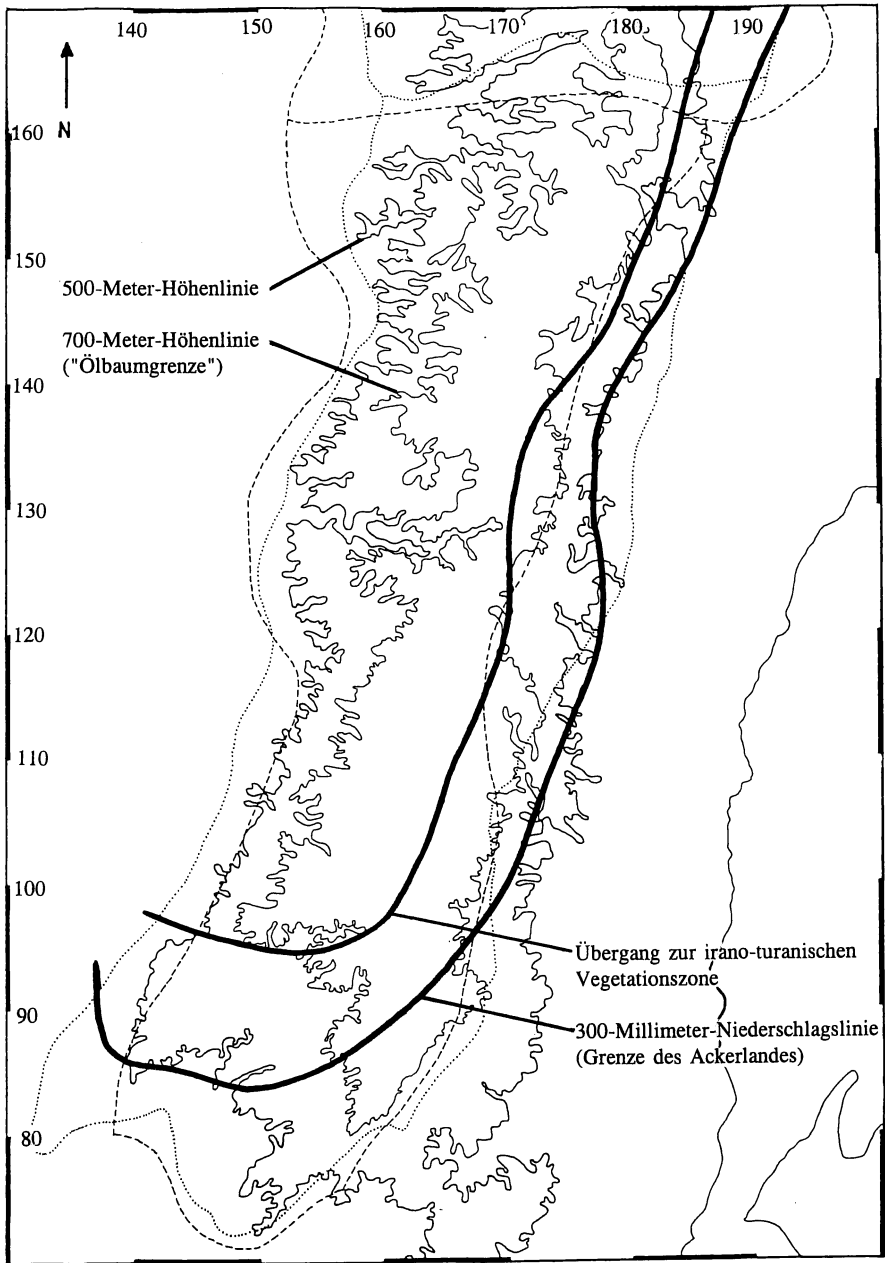 140 150 160 170 180 190
N
160
150
500-Meter-Höhenlinie
700-Meter-Höhenlinie
("Ölbaumgrenze")
140
130
120
110
100
Übergang zur irano-turanischen
Vegetationszone
90
300-Millimeter-Niederschlagslinie
(Grenze des Ackerlandes)
80